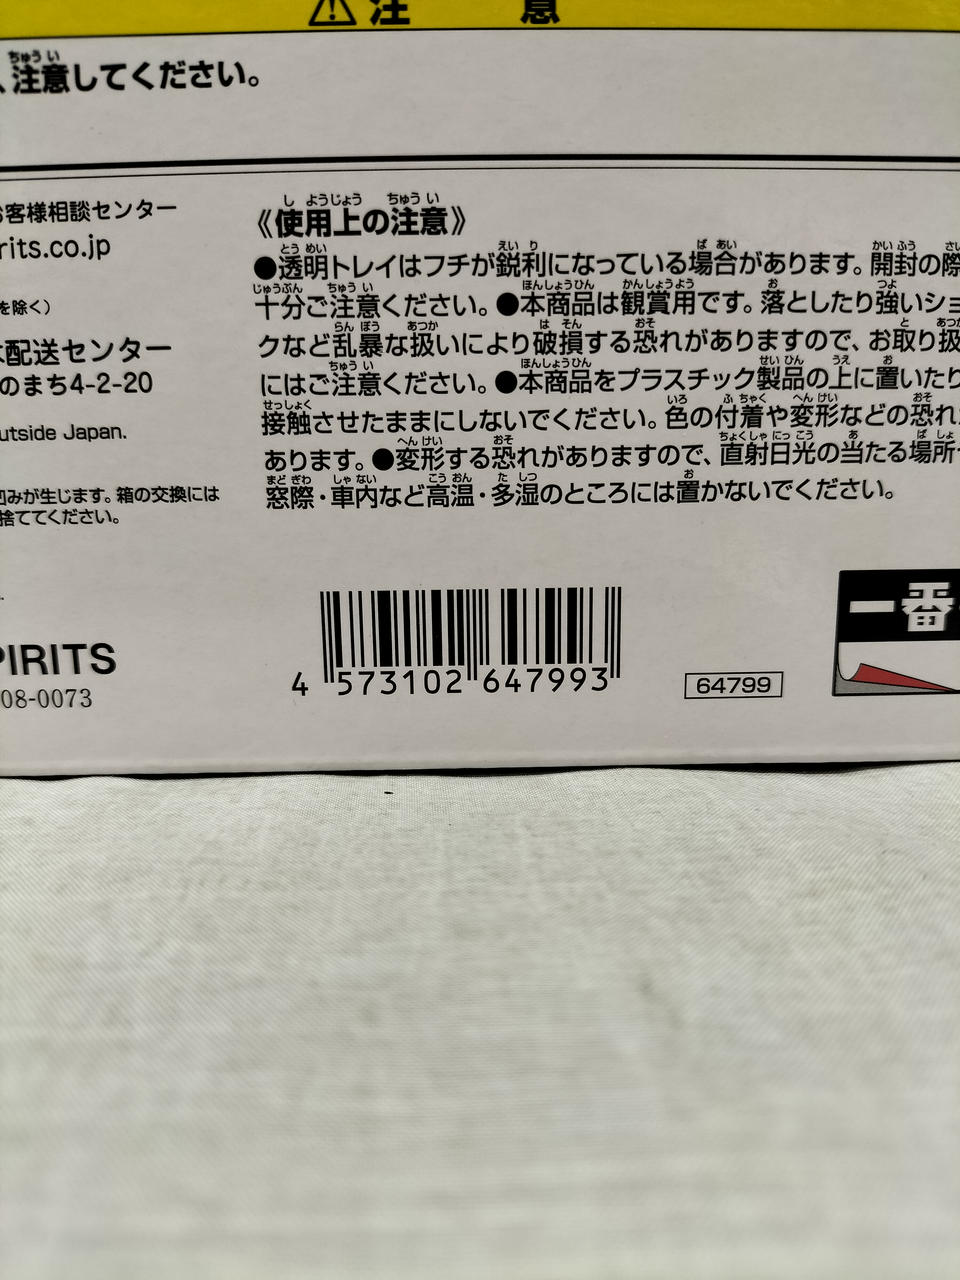 ⚠注 意
、注意してください。
お客様相談センター
rits.co.jp
を除く）
配送センター
のまち4-2-20
utside Japan.
凹みが生じます。箱の交換には
捨ててください。
PIRITS
08-0073
《使用上の注意》
●透明トレイはフチが鋭利になっている場合があります。開封の際
十分ご注意ください。●本商品は観賞用です。落としたり強いショ
クなど乱暴な扱いにより破損する恐れがありますので、お取り扱
にはご注意ください。●本商品をプラスチック製品の上に置いたり
接触させたままにしないでください。色の付着や変形などの恐れ
あります。●変形する恐れがありますので、直射日光の当たる場所
窓際・車内など高温・多湿のところには置かないでください。
4 573102 647993
64799
一番